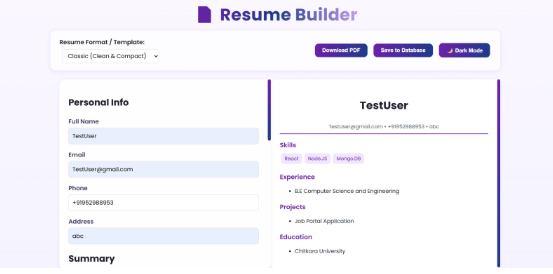 Resume Builder
Resume Format / Template:
Classic (Clean & Compact)
Download PDF
Save to Database
🌙 Dark Mode
Personal Info
Full Name
TestUser
Email
TestUser@gmail.com
Phone
+91952988953
Address
abc
Summary
TestUser
TestUser@gmail.com • +91952988953 • abc
Skills
React
NodeJS
MongoDB
Experience
B.E Computer Science and Engineering
Projects
Job Portal Application
Education
Chitkara University